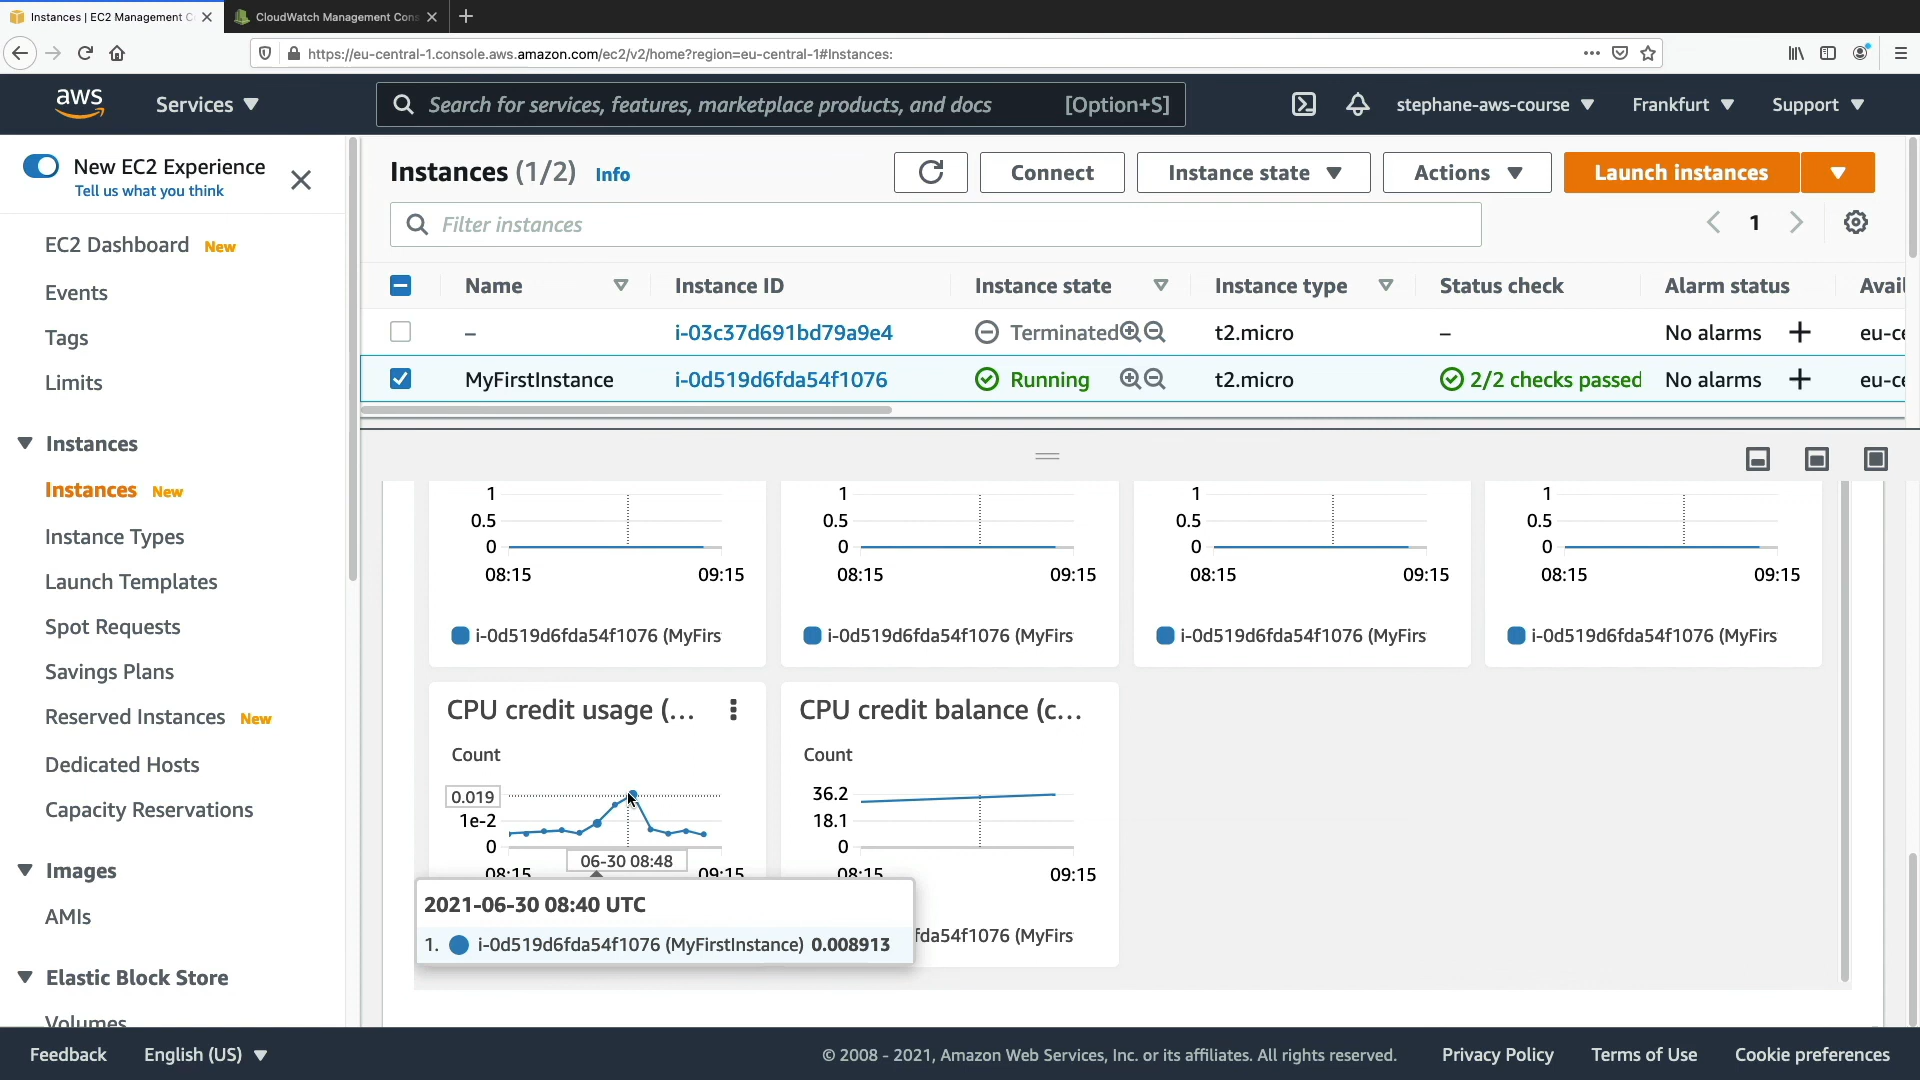 Instances | EC2 Management C
CloudWatch Management Cons
https://eu-central-1.console.aws.amazon.com/ec2/v2/home?region=eu-central-1#Instances:
aws
Services
Search for services, features, marketplace products, and docs
[Option+S]
stephane-aws-course
Frankfurt
Support
New EC2 Experience
Tell us what you think
EC2 Dashboard New
Events
Tags
Limits
Instances
Instances New
Instance Types
Launch Templates
Spot Requests
Savings Plans
Reserved Instances New
Dedicated Hosts
Capacity Reservations
Images
AMIs
Elastic Block Store
Volumes
Instances (1/2) Info
Connect
Instance state
Actions
Launch instances
Filter instances
1
Name
Instance ID
Instance state
Instance type
Status check
Alarm status
Avail
–
i-03c37d691bd79a9e4
Terminated
t2.micro
–
No alarms
eu-ce
MyFirstInstance
i-0d519d6fda54f1076
Running
t2.micro
2/2 checks passed
No alarms
eu-ce
1
0.5
0
08:15
09:15
i-0d519d6fda54f1076 (MyFirs
1
0.5
0
08:15
09:15
i-0d519d6fda54f1076 (MyFirs
1
0.5
0
08:15
09:15
i-0d519d6fda54f1076 (MyFirs
1
0.5
0
08:15
09:15
i-0d519d6fda54f1076 (MyFirs
CPU credit usage (...
Count
0.019
1e-2
0
06-30 08:48
08:15
09:15
2021-06-30 08:40 UTC
1. i-0d519d6fda54f1076 (MyFirstInstance) 0.008913
CPU credit balance (c...
Count
36.2
18.1
0
08:15
09:15
fda54f1076 (MyFirs
Feedback
English (US)
© 2008 - 2021, Amazon Web Services, Inc. or its affiliates. All rights reserved.
Privacy Policy
Terms of Use
Cookie preferences